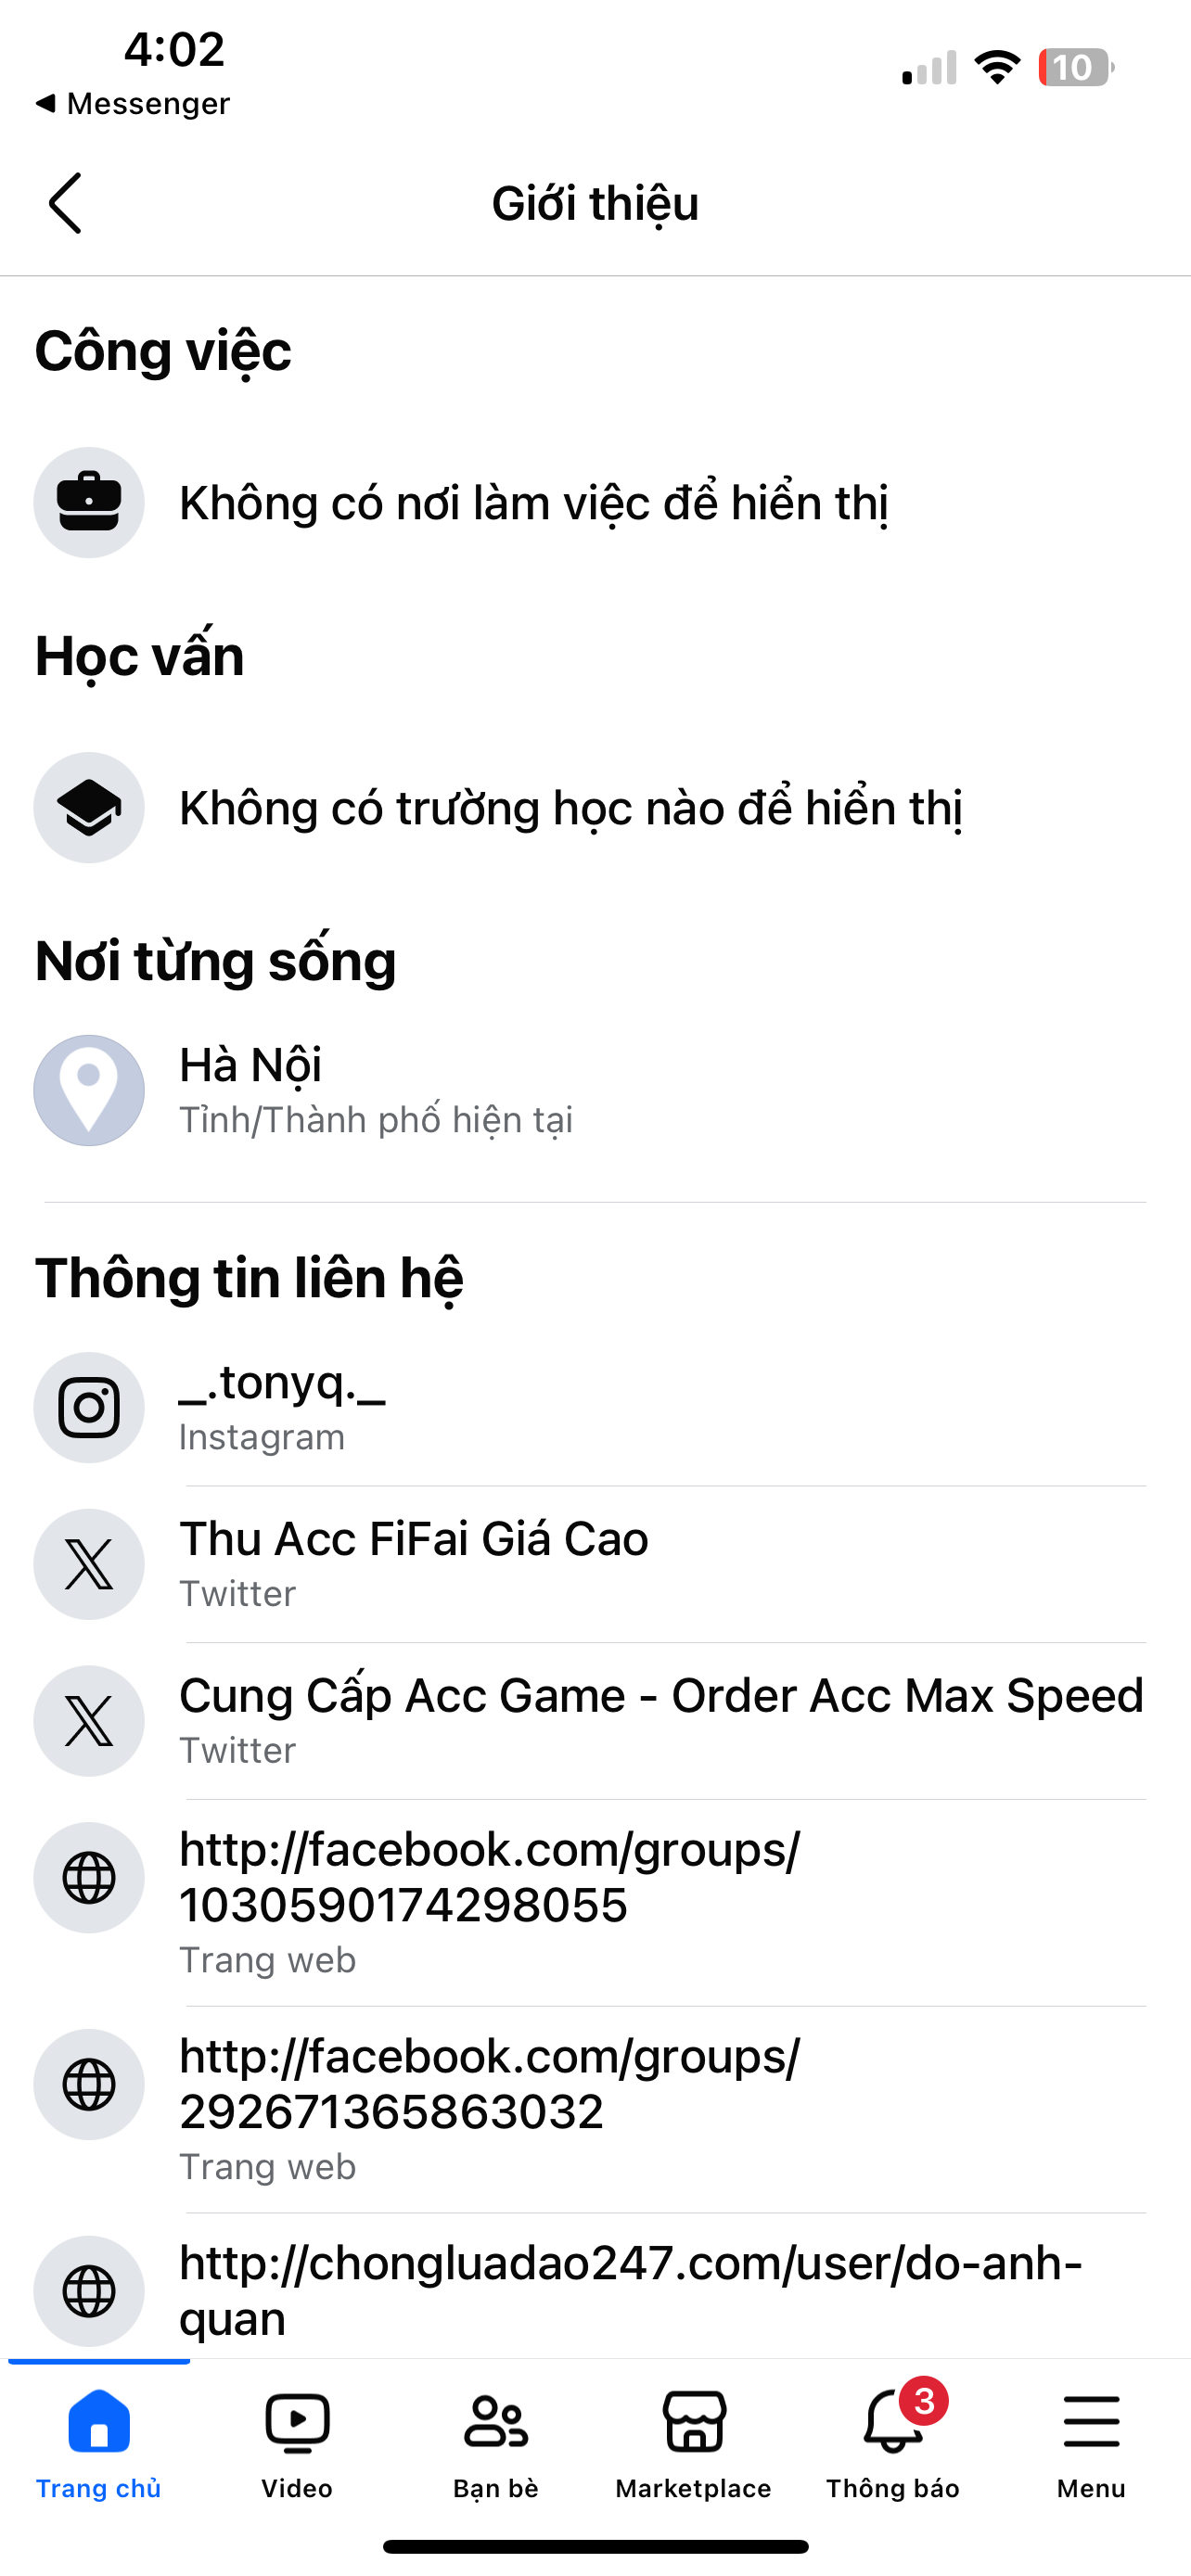 4:02
10
◀ Messenger
Giới thiệu
Công việc
Không có nơi làm việc để hiển thị
Học vấn
Không có trường học nào để hiển thị
Nơi từng sống
Hà Nội
Tỉnh/Thành phố hiện tại
Thông tin liên hệ
_.tonyq._
Instagram
Thu Acc FiFai Giá Cao
Twitter
Cung Cấp Acc Game - Order Acc Max Speed
Twitter
http://facebook.com/groups/
1030590174298055
Trang web
http://facebook.com/groups/
292671365863032
Trang web
http://chongluadao247.com/user/do-anh-
quan
3
Trang chủ
Video
Bạn bè
Marketplace
Thông báo
Menu